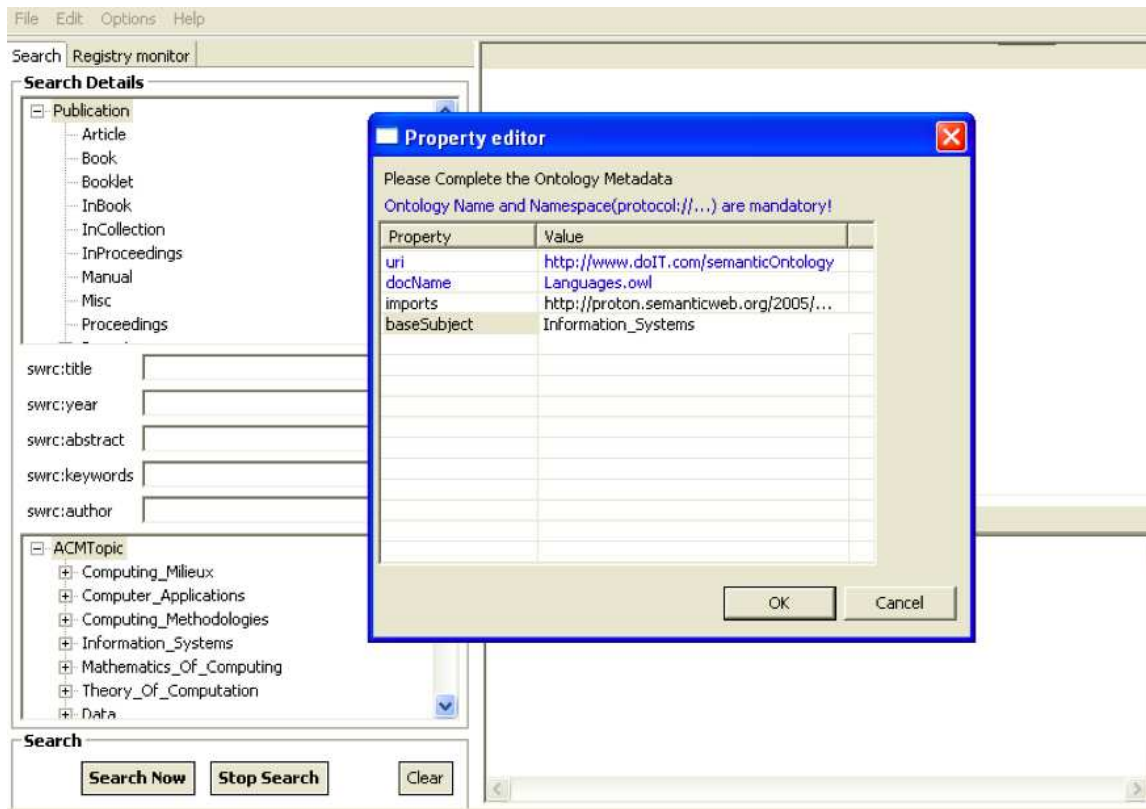 File Edit Options Help
Search Registry monitor
Search Details
Publication
Article
Book
Booklet
InBook
InCollection
InProceedings
Manual
Misc
Proceedings
swrc:title
swrc:year
swrc:abstract
swrc:keywords
swrc:author
ACMTopic
Computing_Milieux
Computer_Applications
Computing_Methodologies
Information_Systems
Mathematics_Of_Computing
Theory_Of_Computation
Data
Search
Search Now Stop Search Clear
Property editor
Please Complete the Ontology Metadata
Ontology Name and Namespace(protocol://...) are mandatory!
Property Value
uri http://www.doIT.com/semanticOntology
docName Languages.owl
imports http://proton.semanticweb.org/2005/...
baseSubject Information_Systems
OK Cancel